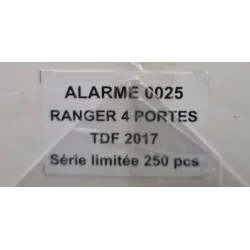 ALARME 0025
RANGER 4 PORTES
TDF 2017
Série limitée 250 pcs